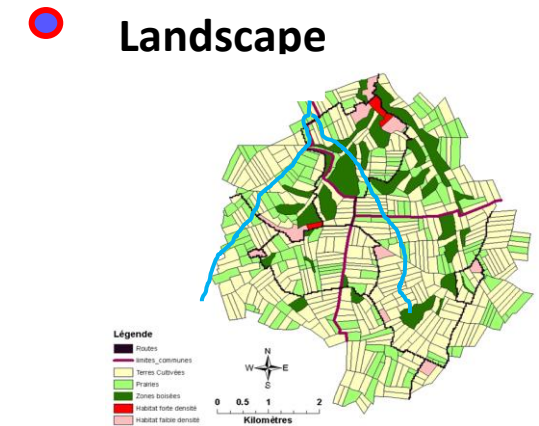 Landscape
Légende
Routes
limites_communes
Terres Cultivées
Prairies
Zones boisées
Habitat forte densité
Habitat faible densité
N
W E
S
0 0.5 1 2
Kilomètres